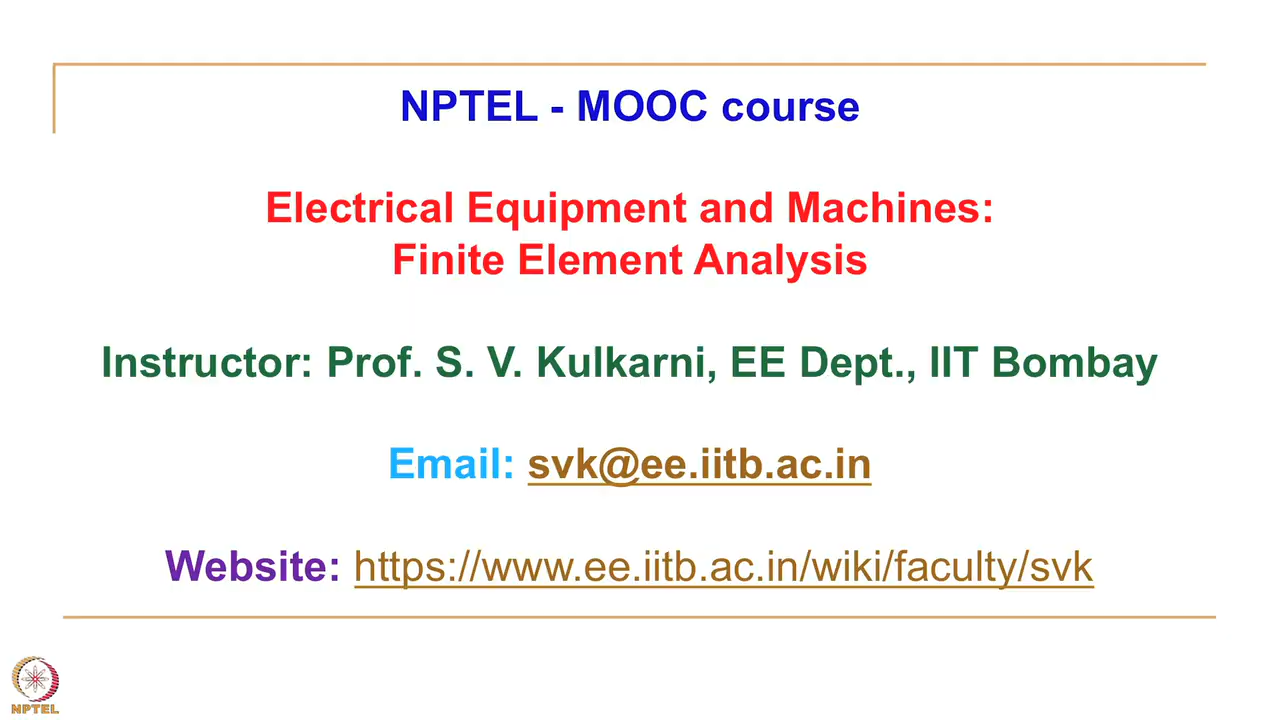 NPTEL - MOOC course
Electrical Equipment and Machines:
Finite Element Analysis
Instructor: Prof. S. V. Kulkarni, EE Dept., IIT Bombay
Email: svk@ee.iitb.ac.in
Website: https://www.ee.iitb.ac.in/wiki/faculty/svk
NPTEL